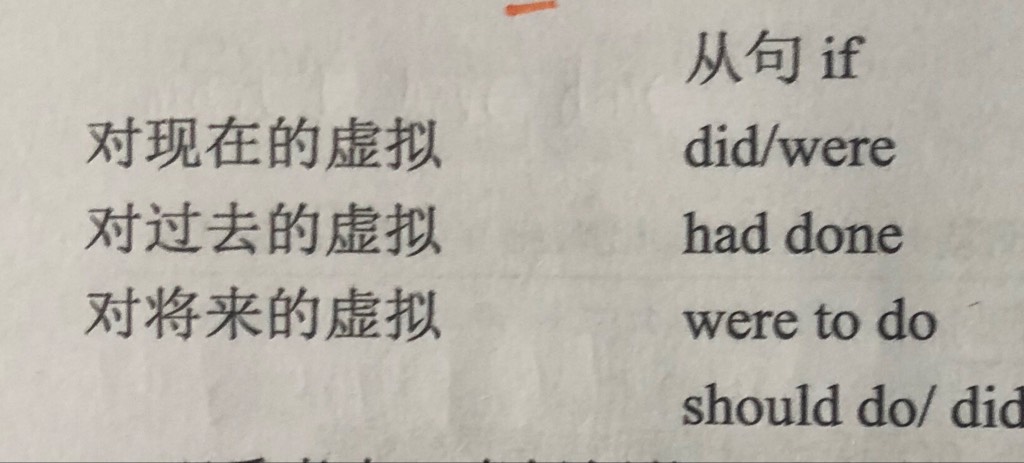 从句 if
对现在的虚拟 did/were
对过去的虚拟 had done
对将来的虚拟 were to do
should do/ did